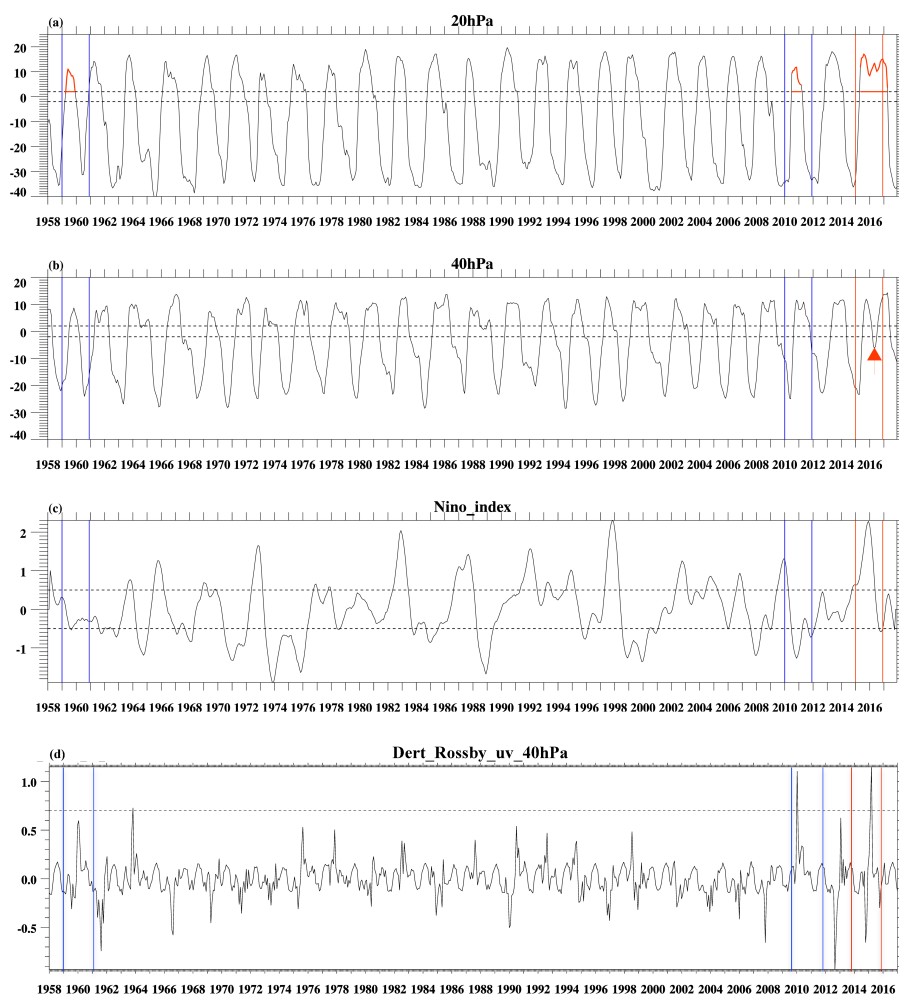 (a) 20hPa
20
10
0
-10
-20
-30
-40
1958 1960 1962 1964 1966 1968 1970 1972 1974 1976 1978 1980 1982 1984 1986 1988 1990 1992 1994 1996 1998 2000 2002 2004 2006 2008 2010 2012 2014 2016
(b) 40hPa
20
10
0
-10
-20
-30
-40
1958 1960 1962 1964 1966 1968 1970 1972 1974 1976 1978 1980 1982 1984 1986 1988 1990 1992 1994 1996 1998 2000 2002 2004 2006 2008 2010 2012 2014 2016
(c) Nino_index
2
1
0
-1
1958 1960 1962 1964 1966 1968 1970 1972 1974 1976 1978 1980 1982 1984 1986 1988 1990 1992 1994 1996 1998 2000 2002 2004 2006 2008 2010 2012 2014 2016
(d) Dert_Rossby_uv_40hPa
1.0
0.5
0.0
-0.5
1958 1960 1962 1964 1966 1968 1970 1972 1974 1976 1978 1980 1982 1984 1986 1988 1990 1992 1994 1996 1998 2000 2002 2004 2006 2008 2010 2012 2014 2016